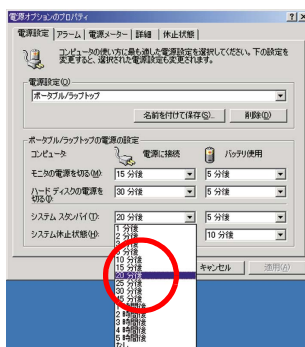 電源オプションのプロパティ
電源設定 アラーム 電源メーター 詳細 休止状態
コンピュータの使い方に最も適した電源設定を選択してください。下の設定を
変更すると、選択された電源設定も変更されます。
電源設定(O)
ポータブル/ラップトップ
名前を付けて保存(S)... 削除(D)
ポータブル/ラップトップの電源の設定
コンピュータ 電源に接続 バッテリ使用
モニタの電源を切る(M): 15 分後 5 分後
ハード ディスクの電源を 30 分後 5 分後
切る(I):
システム スタンバイ(T): 20 分後 5 分後
システム休止状態(H): 10 分後
1 分後
2 分後
3 分後
5 分後
10 分後
15 分後
20 分後
25 分後
30 分後
45 分後
1 時間後
2 時間後
3 時間後
4 時間後
5 時間後
なし
キャンセル 適用(A)